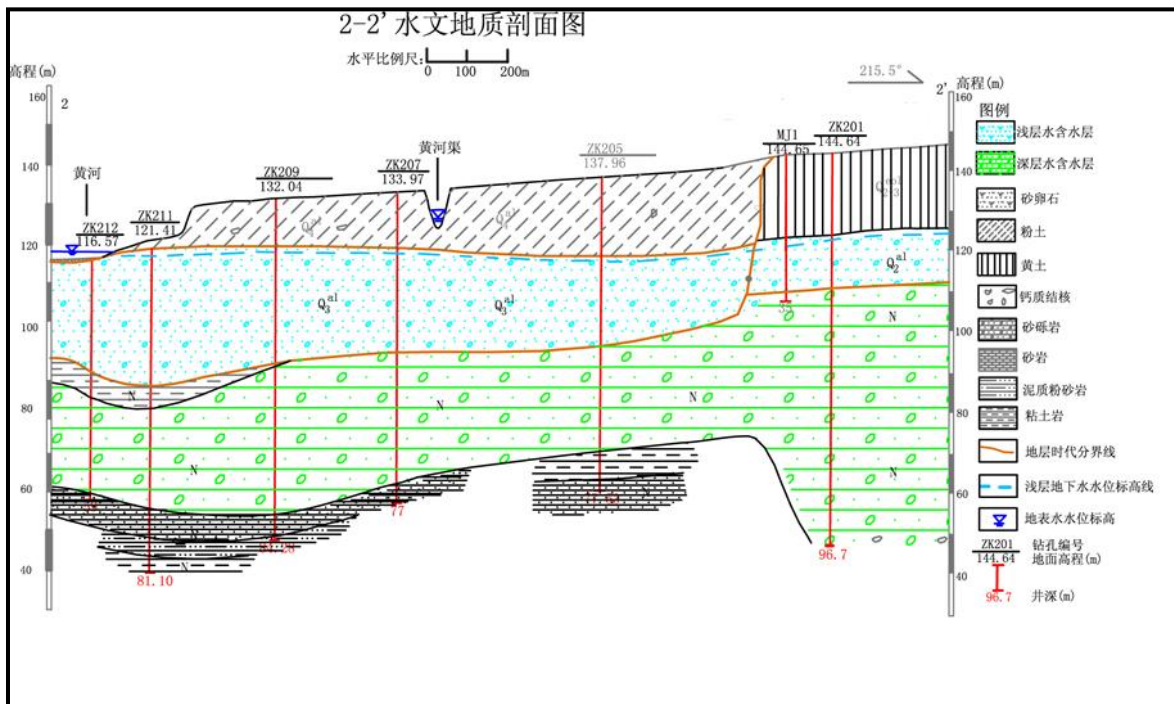 2-2'水文地质剖面图
水平比例尺:
0 100 200m
215.5°
高程(m)
高程(m)
160
140
120
100
80
60
40
2
2'
160
140
120
100
80
60
40
黄河
ZK212
116.57
ZK211
121.41
ZK209
132.04
ZK207
133.97
黄河渠
ZK205
137.96
MJ1
144.65
ZK201
144.64
Q₃ᵃˡ
Q₃ᵃˡ
Q₂ᵃˡ
35
N
N
N
N
N
N
N
N
77
81.10
96.7
图例
浅层水含水层
深层水含水层
砂卵石
粉土
黄土
钙质结核
砂砾岩
砂岩
泥质粉砂岩
粘土岩
地层时代分界线
浅层地下水水位标高线
地表水水位标高
ZK201 钻孔编号
144.64 地面高程(m)
96.7 井深(m)